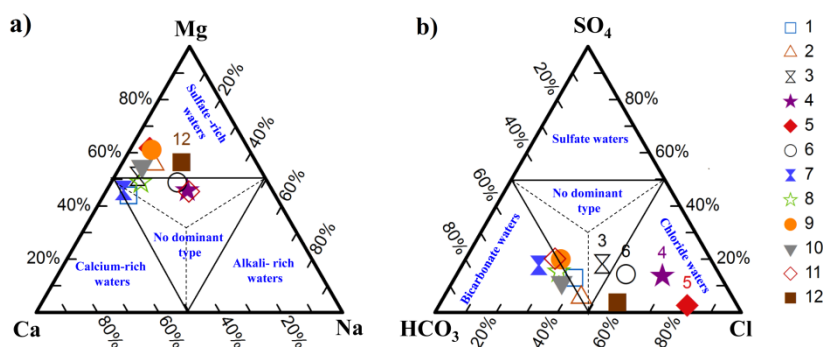 a)
Mg
20%
80%
Sulfate -rich
waters
12
40%
60%
60%
40%
80%
No dominant
type
20%
Calcium-rich
waters
Alkali- rich
waters
Ca
80%
60%
40%
20%
Na
b)
SO4
20%
80%
Sulfate waters
40%
60%
60%
40%
No dominant
type
80%
Bicarbonate waters
3
6
4
5
Chloride waters
20%
HCO3
20%
40%
60%
80%
Cl
1
2
3
4
5
6
7
8
9
10
11
12